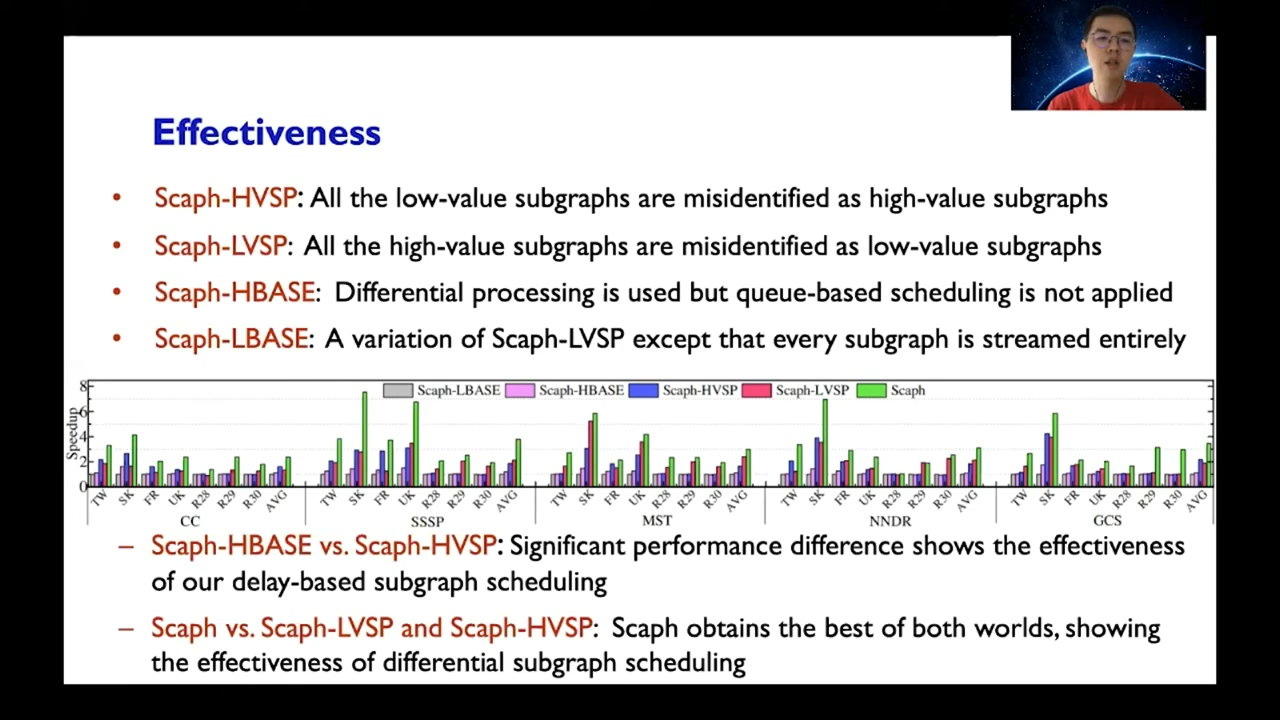 Effectiveness
• Scaph-HVSP: All the low-value subgraphs are misidentified as high-value subgraphs
• Scaph-LVSP: All the high-value subgraphs are misidentified as low-value subgraphs
• Scaph-HBASE: Differential processing is used but queue-based scheduling is not applied
• Scaph-LBASE: A variation of Scaph-LVSP except that every subgraph is streamed entirely
Scaph-LBASE Scaph-HBASE Scaph-HVSP Scaph-LVSP Scaph
Speedup
8
6
4
2
0
TW SK FR UK R28 R29 R30 AVG TW SK FR UK R28 R29 R30 AVG TW SK FR UK R28 R29 R30 AVG TW SK FR UK R28 R29 R30 AVG TW SK FR UK R28 R29 R30 AVG
CC SSSP MST NNDR GCS
– Scaph-HBASE vs. Scaph-HVSP: Significant performance difference shows the effectiveness
of our delay-based subgraph scheduling
– Scaph vs. Scaph-LVSP and Scaph-HVSP: Scaph obtains the best of both worlds, showing
the effectiveness of differential subgraph scheduling